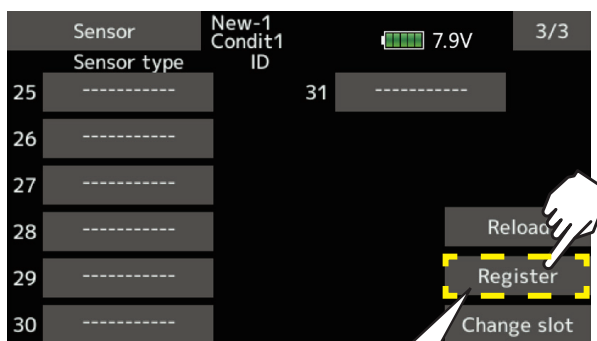 Sensor New-1 7.9V 3/3
Condit1
Sensor type ID
25 ----------- 31 -----------
26 -----------
27 -----------
28 ----------- Reload
29 ----------- Register
30 ----------- Change slot